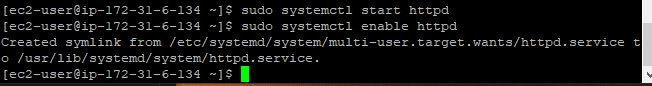 [ec2-user@ip-172-31-6-134 ~]$ sudo systemctl start httpd
[ec2-user@ip-172-31-6-134 ~]$ sudo systemctl enable httpd
Created symlink from /etc/systemd/system/multi-user.target.wants/httpd.service t
o /usr/lib/systemd/system/httpd.service.
[ec2-user@ip-172-31-6-134 ~]$